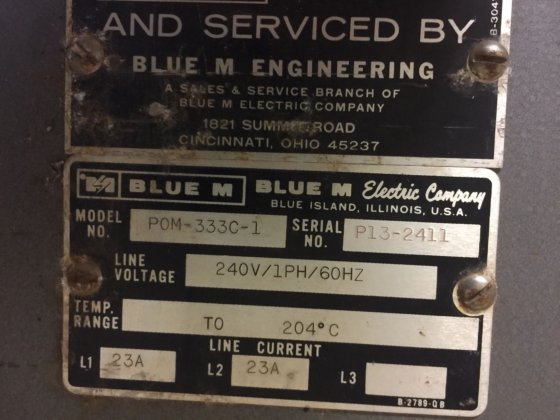 AND SERVICED BY
BLUE M ENGINEERING
A SALES & SERVICE BRANCH OF
BLUE M ELECTRIC COMPANY
1821 SUMMIT ROAD
CINCINNATI, OHIO 45237
B-304
BLUE M BLUE M Electric Company
BLUE ISLAND, ILLINOIS, U.S.A.
MODEL NO. POM-333C-1 SERIAL NO. P13-2411
LINE VOLTAGE 240V/1PH/60HZ
TEMP. RANGE TO 204°C
LINE CURRENT
L1 23A L2 23A L3
B-2789-QB